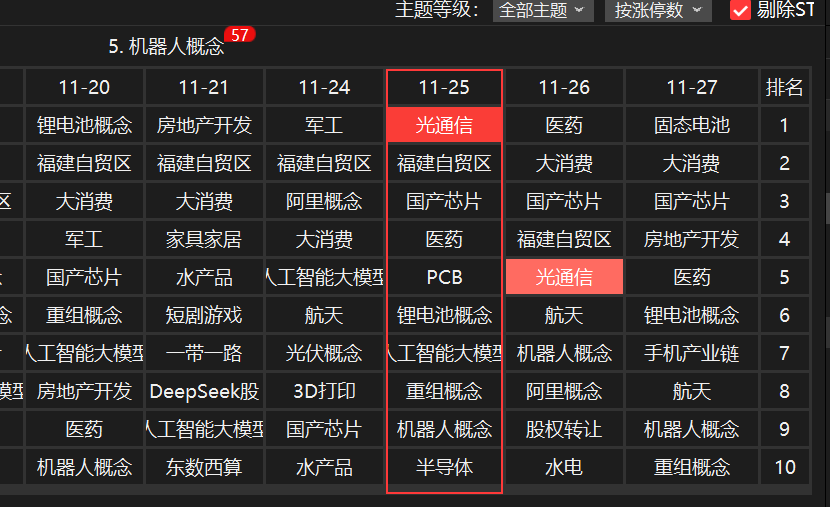 主题等级： 全部主题 按涨停数 剔除ST
5. 机器人概念 57
11-20 11-21 11-24 11-25 11-26 11-27 排名
锂电池概念 房地产开发 军工 光通信 医药 固态电池 1
福建自贸区 福建自贸区 福建自贸区 福建自贸区 大消费 大消费 2
区 大消费 大消费 阿里概念 国产芯片 国产芯片 国产芯片 3
军工 家具家居 大消费 医药 福建自贸区 房地产开发 4
国产芯片 水产品 人工智能大模型 PCB 光通信 医药 5
念 重组概念 短剧游戏 航天 锂电池概念 航天 锂电池概念 6
人工智能大模型 一带一路 光伏概念 人工智能大模型 机器人概念 手机产业链 7
模型 房地产开发 DeepSeek股 3D打印 重组概念 阿里概念 航天 8
医药 人工智能大模型 国产芯片 机器人概念 股权转让 机器人概念 9
机器人概念 东数西算 水产品 半导体 水电 重组概念 10